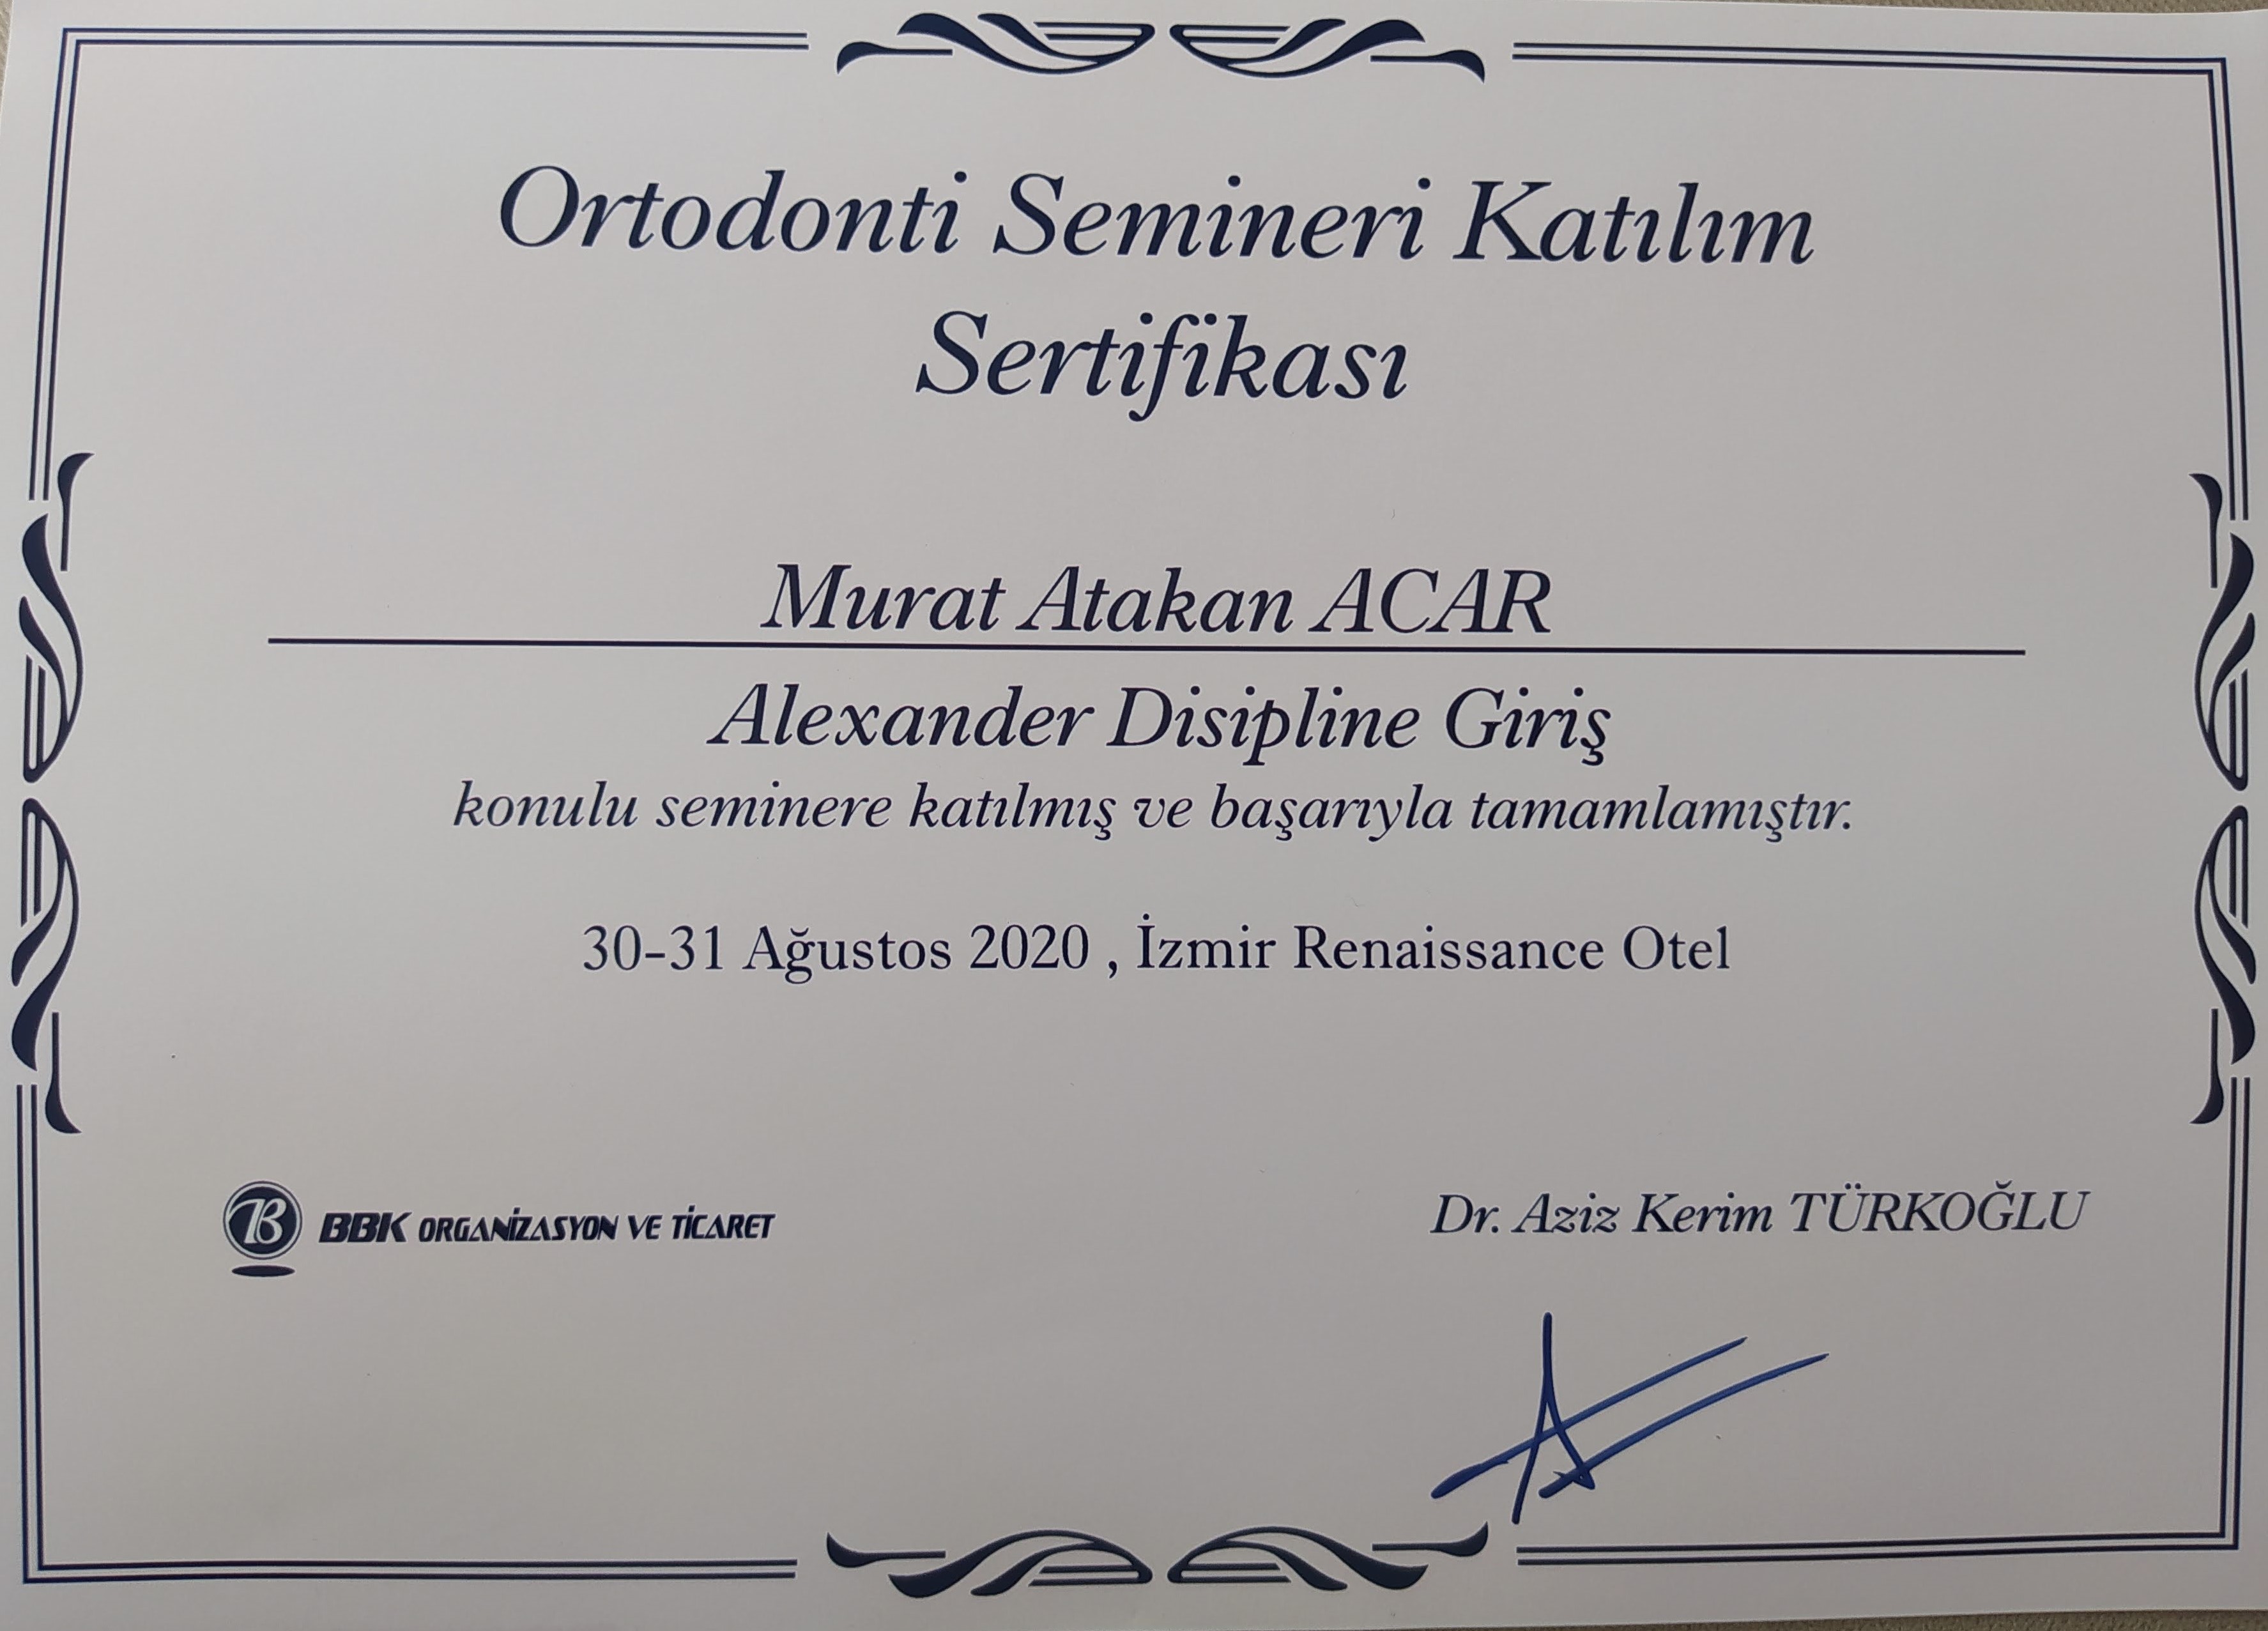 Ortodonti Semineri Katılım
Sertifikası
Murat Atakan ACAR
Alexander Disipline Giriş
konulu seminere katılmış ve başarıyla tamamlamıştır.
30-31 Ağustos 2020 , İzmir Renaissance Otel
B BBK ORGANİZASYON VE TİCARET
Dr. Aziz Kerim TÜRKOĞLU